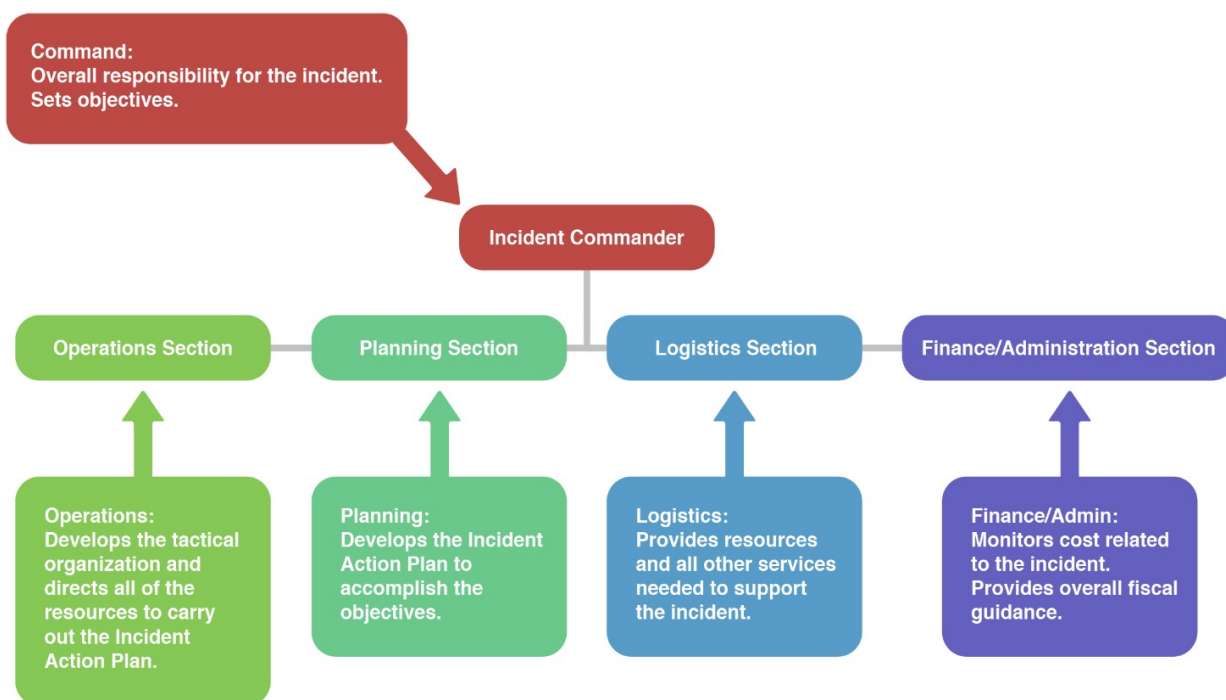 Command:
Overall responsibility for the incident.
Sets objectives.
Incident Commander
Operations Section
Planning Section
Logistics Section
Finance/Administration Section
Operations:
Develops the tactical
organization and
directs all of the
resources to carry
out the Incident
Action Plan.
Planning:
Develops the Incident
Action Plan to
accomplish the
objectives.
Logistics:
Provides resources
and all other services
needed to support
the incident.
Finance/Admin:
Monitors cost related
to the incident.
Provides overall fiscal
guidance.